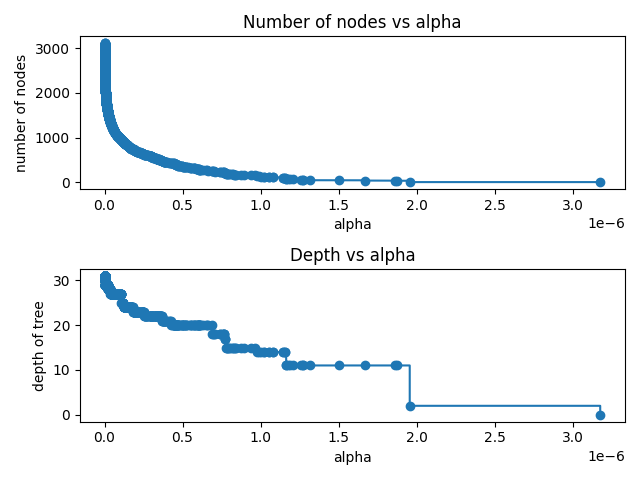 Number of nodes vs alpha
number of nodes
3000
2000
1000
0
0.0 0.5 1.0 1.5 2.0 2.5 3.0
alpha
1e−6
Depth vs alpha
depth of tree
30
20
10
0
0.0 0.5 1.0 1.5 2.0 2.5 3.0
alpha
1e−6